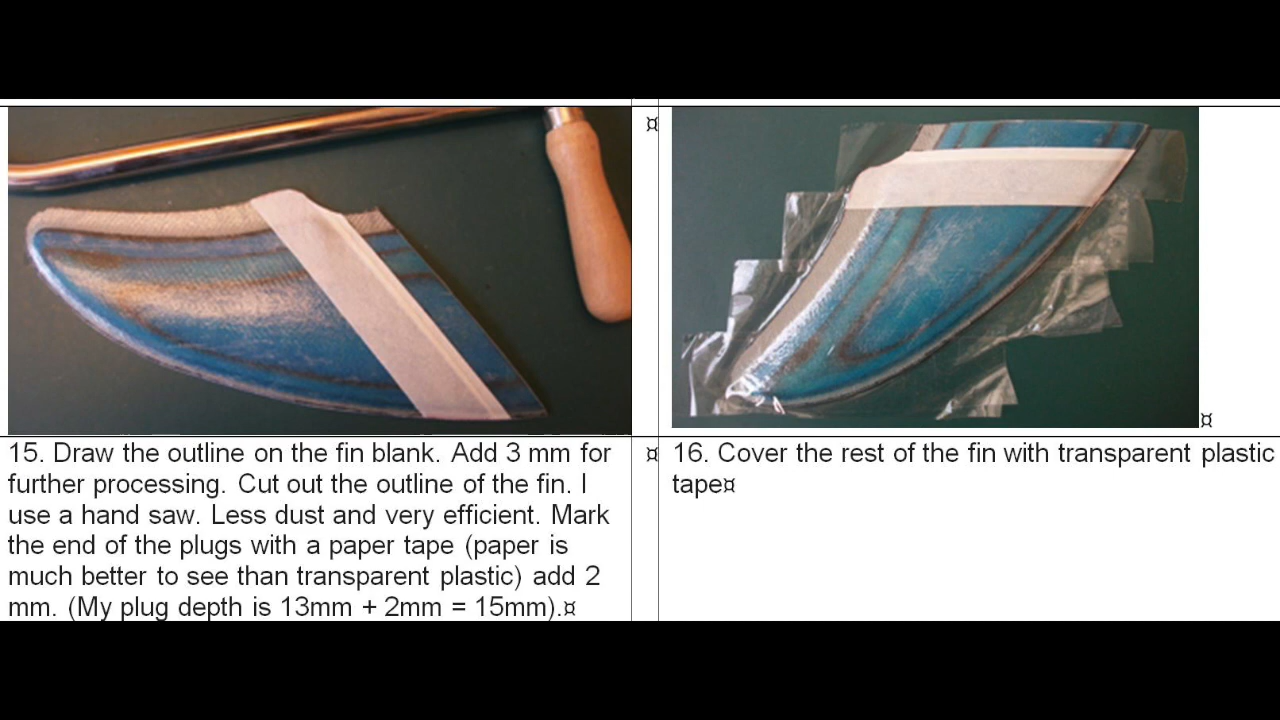 ¤
¤
15. Draw the outline on the fin blank. Add 3 mm for
further processing. Cut out the outline of the fin. I
use a hand saw. Less dust and very efficient. Mark
the end of the plugs with a paper tape (paper is
much better to see than transparent plastic) add 2
mm. (My plug depth is 13mm + 2mm = 15mm).¤
¤
16. Cover the rest of the fin with transparent plastic
tape¤